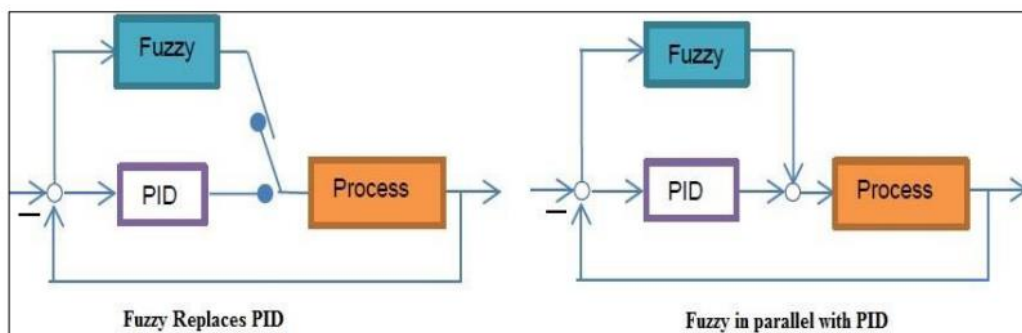 Fuzzy
PID
Process
Fuzzy Replaces PID
Fuzzy
PID
Process
Fuzzy in parallel with PID